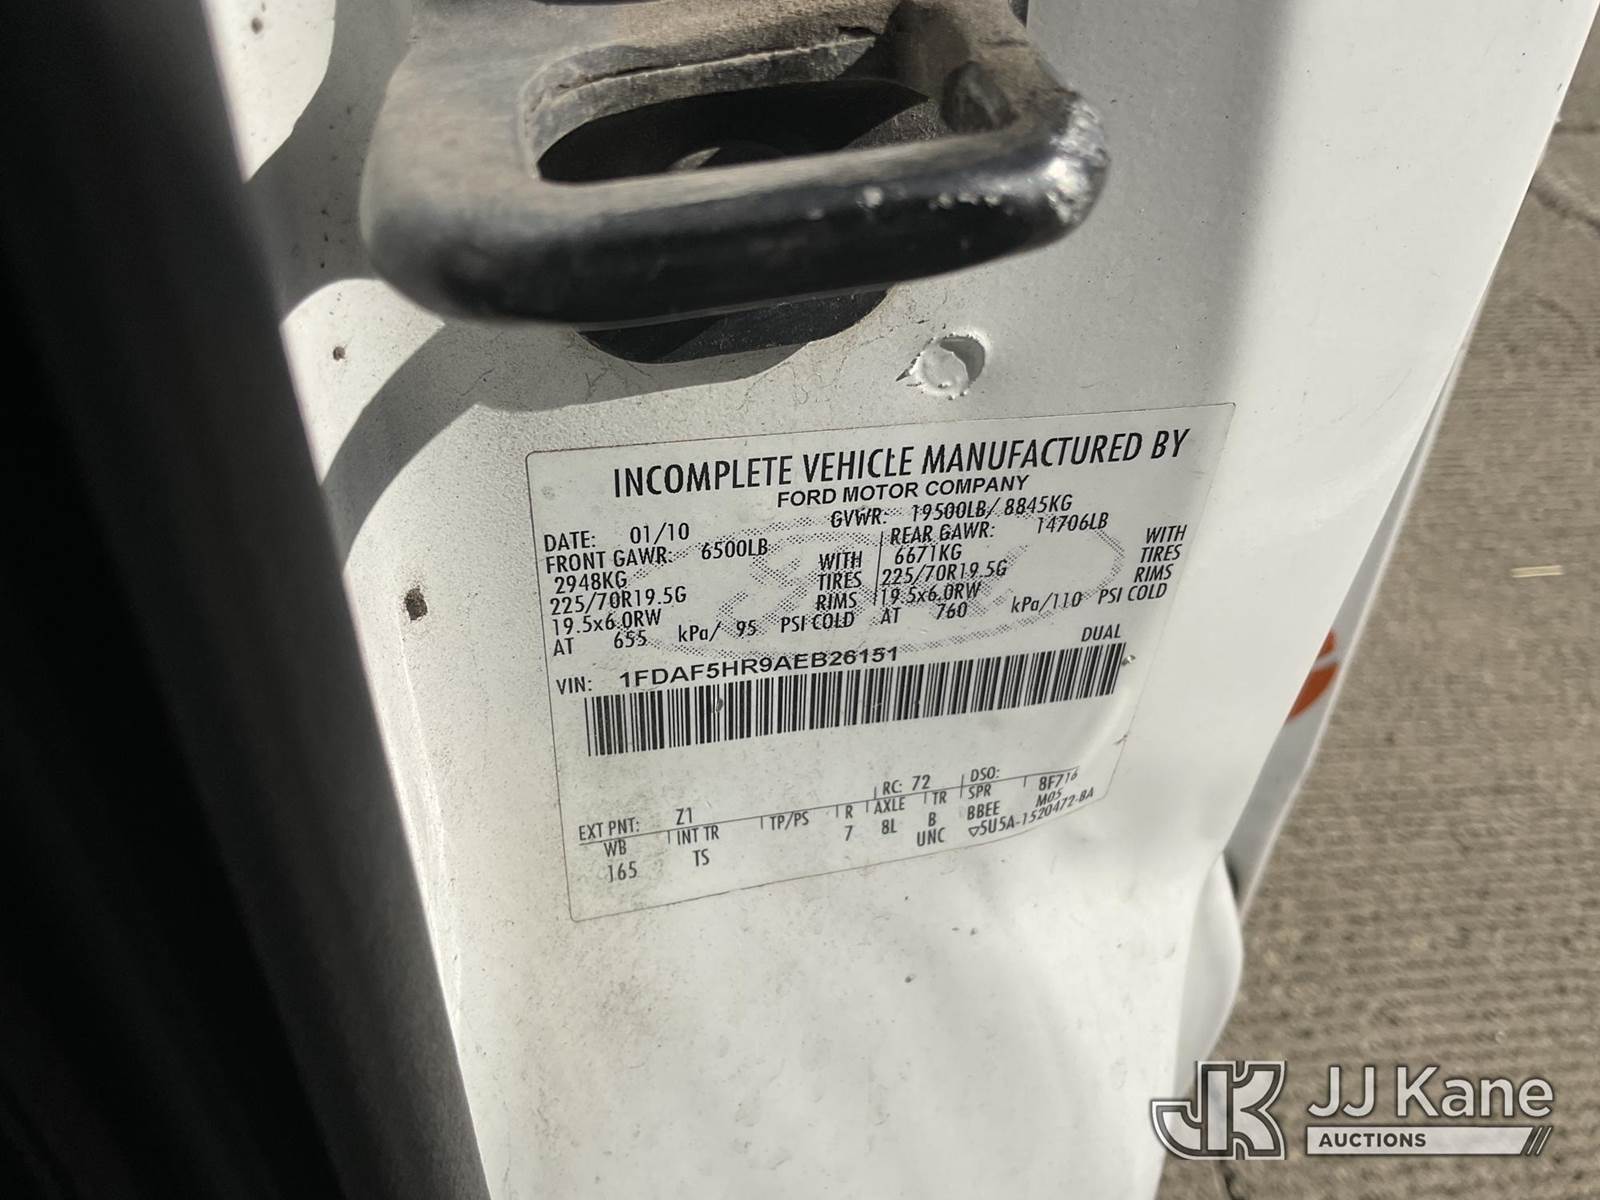 INCOMPLETE VEHICLE MANUFACTURED BY
FORD MOTOR COMPANY
DATE: 01/10 GVWR: 19500LB/ 8845KG
FRONT GAWR: 6500LB REAR GAWR: 14706LB
2948KG WITH 6671KG WITH
225/70R19.5G TIRES 225/70R19.5G TIRES
19.5x6.0RW RIMS 19.5x6.0RW RIMS
AT 655 kPa/ 95 PSI COLD AT 760 kPa/110 PSI COLD
DUAL
VIN: 1FDAF5HR9AEB26151
EXT PNT: Z1 RC: 72 DSO: 8F716
WB INT TR TP/PS R AXLE TR SPR M05
165 TS 7 8L B BBEE
UNC 5U5A-1520472-BA
JK JJ Kane
AUCTIONS